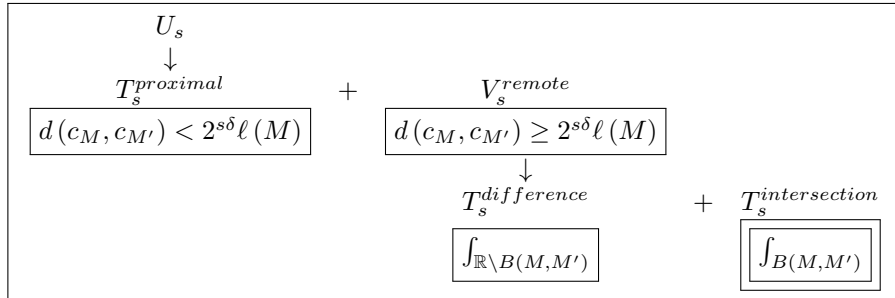 U_s
↓
T_s^{proximal} + V_s^{remote}
d (c_M, c_{M'}) < 2^{sδ} ℓ (M) d (c_M, c_{M'}) ≥ 2^{sδ} ℓ (M)
↓
T_s^{difference} + T_s^{intersection}
∫_{ℝ\B(M,M')} ∫_{B(M,M')}